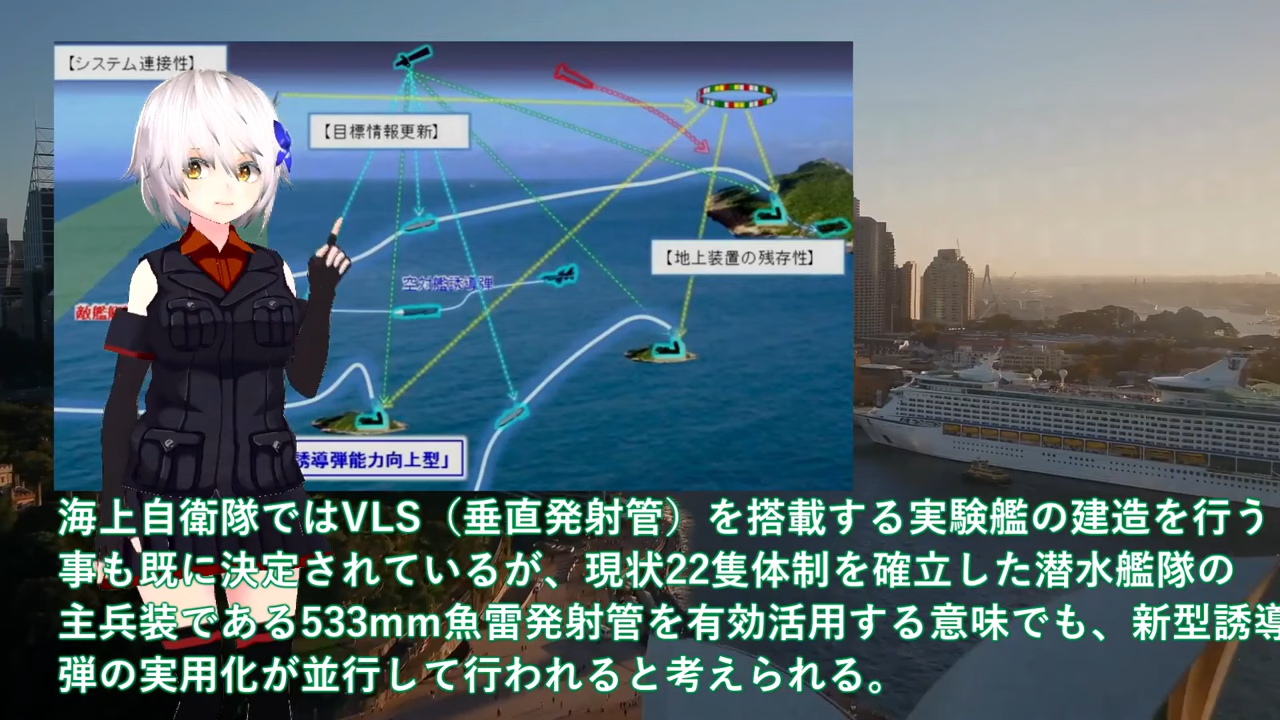 【システム連接性】
【目標情報更新】
【地上装置の残存性】
空対艦誘導弾
敵艦
誘導弾能力向上型」
海上自衛隊ではVLS（垂直発射管）を搭載する実験艦の建造を行う
事も既に決定されているが、現状22隻体制を確立した潜水艦隊の
主兵装である533mm魚雷発射管を有効活用する意味でも、新型誘導
弾の実用化が並行して行われると考えられる。